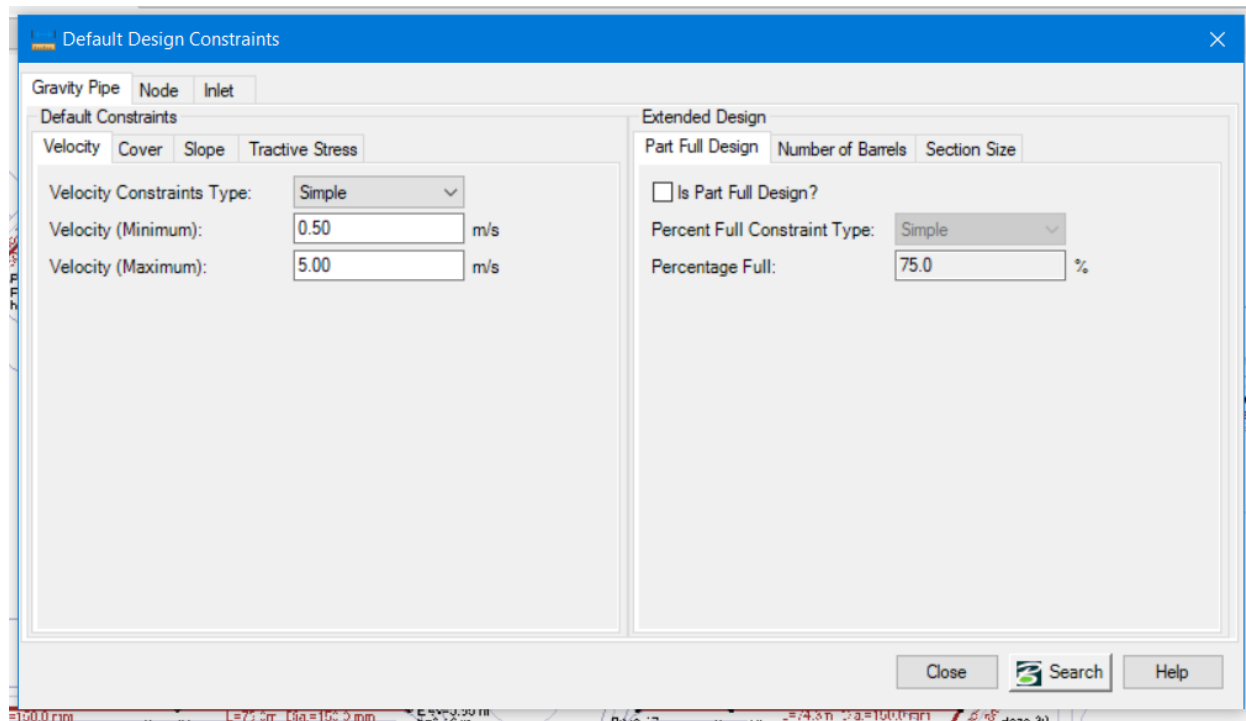 Default Design Constraints
Gravity Pipe Node Inlet
Default Constraints
Velocity Cover Slope Tractive Stress
Velocity Constraints Type: Simple
Velocity (Minimum): 0.50 m/s
Velocity (Maximum): 5.00 m/s
Extended Design
Part Full Design Number of Barrels Section Size
Is Part Full Design?
Percent Full Constraint Type: Simple
Percentage Full: 75.0 %
Close Search Help